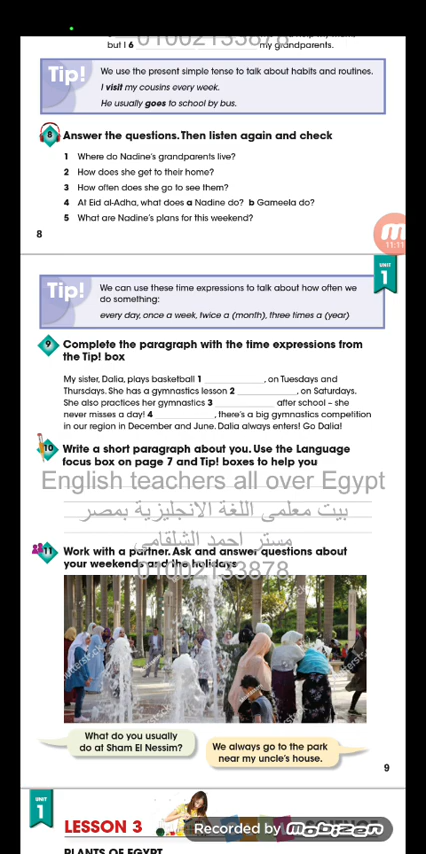 but I 6 01002133878 my grandparents.
Tip!
We use the present simple tense to talk about habits and routines.
I visit my cousins every week.
He usually goes to school by bus.
8 Answer the questions. Then listen again and check
1 Where do Nadine's grandparents live?
2 How does she get to their home?
3 How often does she go to see them?
4 At Eid al-Adha, what does a Nadine do? b Gameela do?
5 What are Nadine's plans for this weekend?
8
11:11
UNIT
1
Tip!
We can use these time expressions to talk about how often we
do something:
every day, once a week, twice a (month), three times a (year)
9 Complete the paragraph with the time expressions from
the Tip! box
My sister, Dalia, plays basketball 1 ____________, on Tuesdays and
Thursdays. She has a gymnastics lesson 2 ____________, on Saturdays.
She also practices her gymnastics 3 ____________ after school – she
never misses a day! 4 ____________, there's a big gymnastics competition
in our region in December and June. Dalia always enters! Go Dalia!
10 Write a short paragraph about you. Use the Language
focus box on page 7 and Tip! boxes to help you
English teachers all over Egypt
بيت معلمى اللغة الانجليزية بمصر
مستر احمد الشلقامى
11 Work with a partner. Ask and answer questions about
your weekends and the holidays
01002133878
What do you usually
do at Sham El Nessim?
We always go to the park
near my uncle's house.
9
UNIT
1
LESSON 3
Recorded by mobizen
PLANTS OF EGYPT